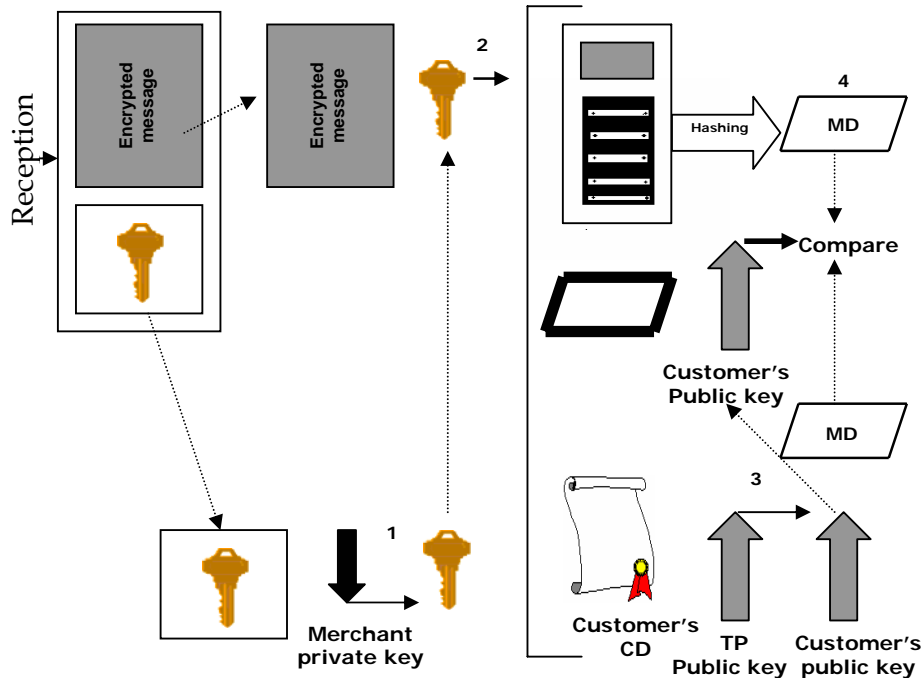 Reception
Encrypted
message
Encrypted
message
2
Hashing
4
MD
Compare
Customer's
Public key
MD
3
1
Merchant
private key
Customer's
CD
TP
Public key
Customer's
public key